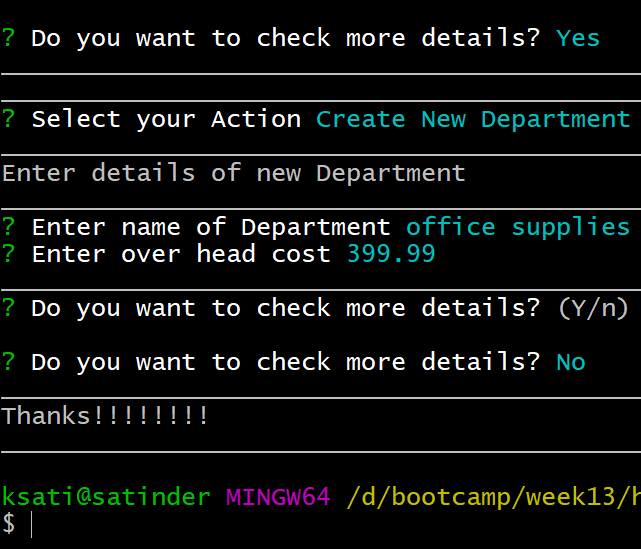 ? Do you want to check more details? Yes
? Select your Action Create New Department
Enter details of new Department
? Enter name of Department office supplies
? Enter over head cost 399.99
? Do you want to check more details? (Y/n)
? Do you want to check more details? No
Thanks!!!!!!!!
ksati@satinder MINGW64 /d/bootcamp/week13/h
$